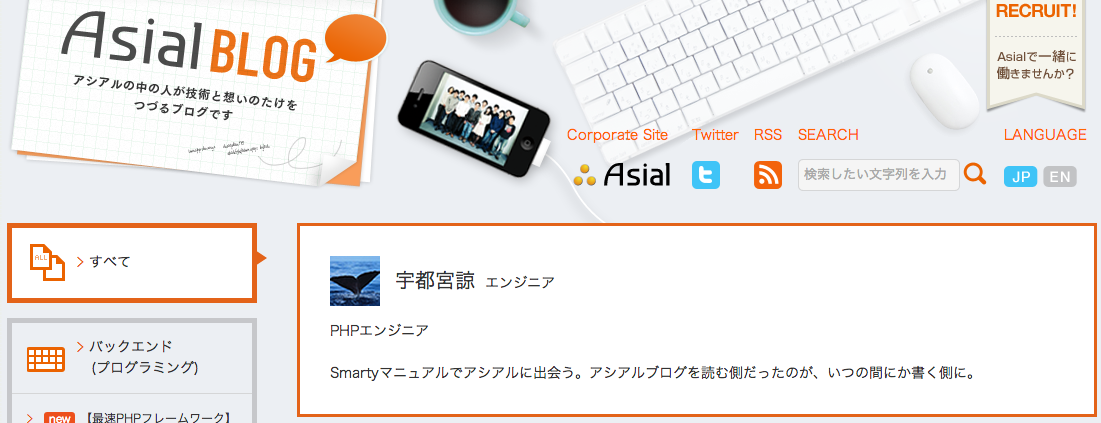 Asial BLOG
アシアルの中の人が技術と想いのたけを
つづるブログです
RECRUIT!
Asialで一緒に
働きませんか？
Corporate Site
Twitter
RSS
SEARCH
LANGUAGE
Asial
検索したい文字列を入力
JP
EN
ALL
すべて
宇都宮諒 エンジニア
PHPエンジニア
Smartyマニュアルでアシアルに出会う。アシアルブログを読む側だったのが、いつの間にか書く側に。
バックエンド
(プログラミング)
new 【最速PHPフレームワーク】